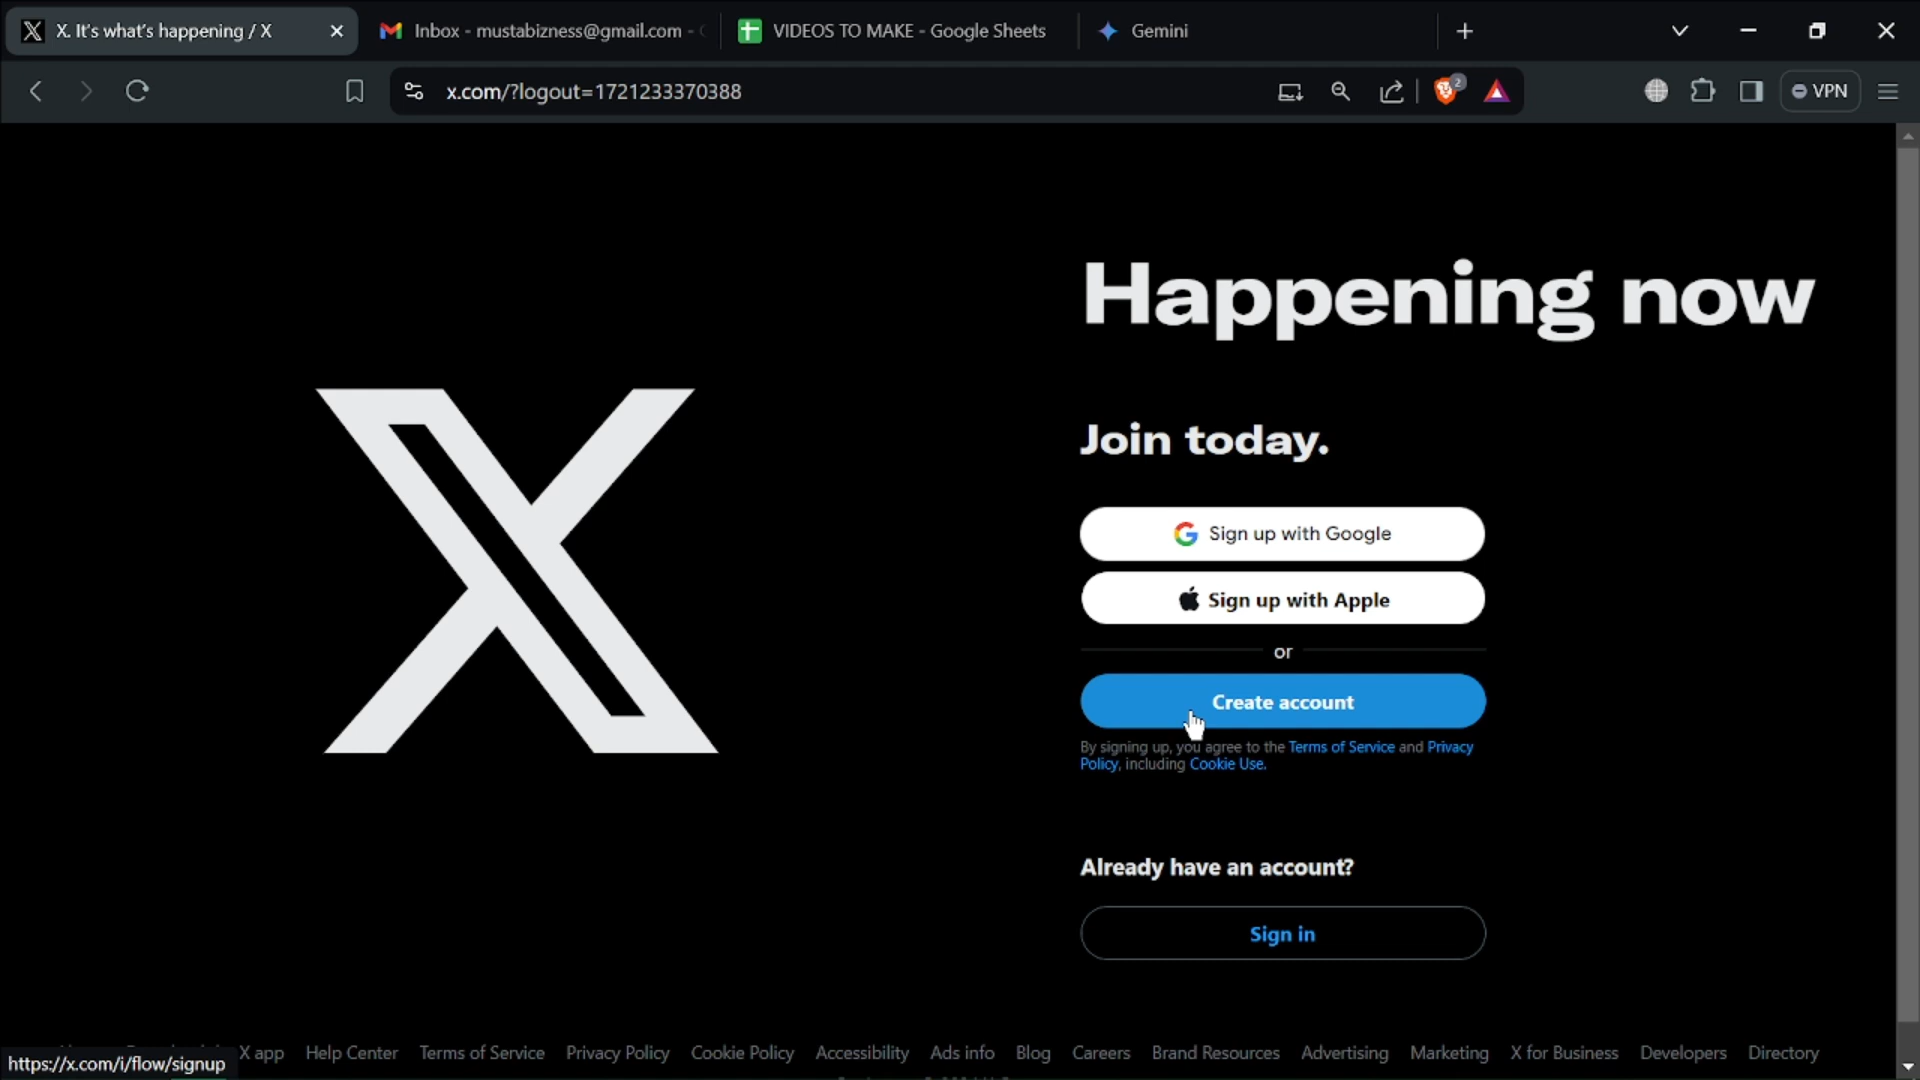 X. It's what's happening / X
Inbox - mustabizness@gmail.com -
VIDEOS TO MAKE - Google Sheets
Gemini
x.com/?logout=1721233370388
2
VPN
Happening now
Join today.
Sign up with Google
Sign up with Apple
or
Create account
By signing up, you agree to the Terms of Service and Privacy
Policy, including Cookie Use.
Already have an account?
Sign in
X app Help Center Terms of Service Privacy Policy Cookie Policy Accessibility Ads info Blog Careers Brand Resources Advertising Marketing X for Business Developers Directory
https://x.com/i/flow/signup